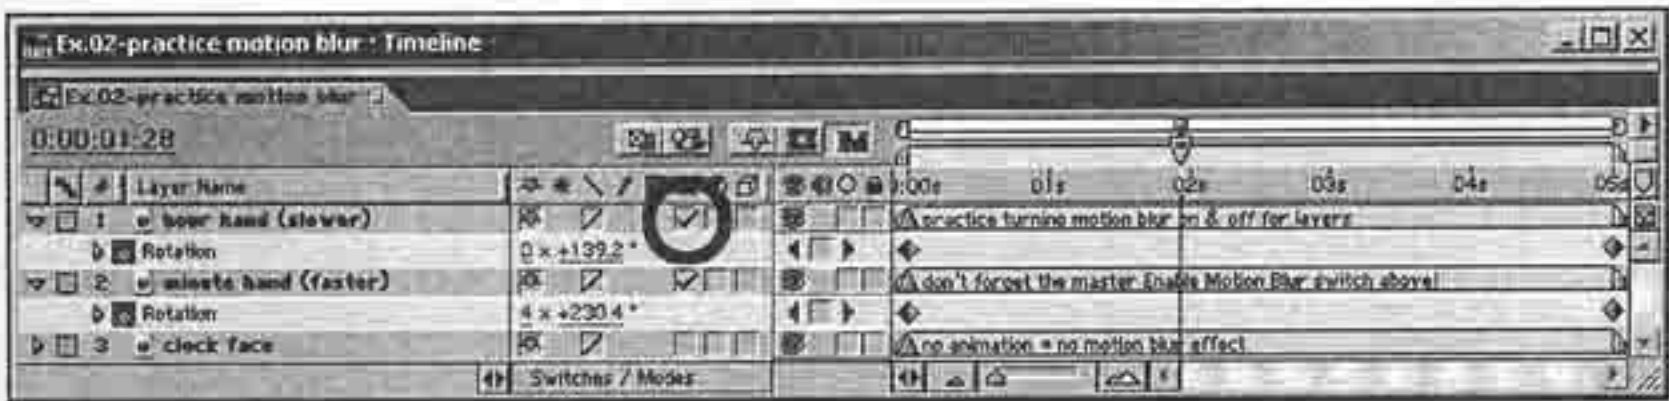 Ex.02-practice motion blur • Timeline
Ex.02-practice motion blur
0:00:01:28
# Layer Name
:00s 01s 02s 03s 04s 05s
1 hour hand (slower) practice turning motion blur on & off for layers
Rotation 0 x +139.2°
2 minute hand (faster) don't forget the master Enable Motion Blur switch above!
Rotation 4 x +230.4°
3 clock face no animation = no motion blur effect
Switches / Modes